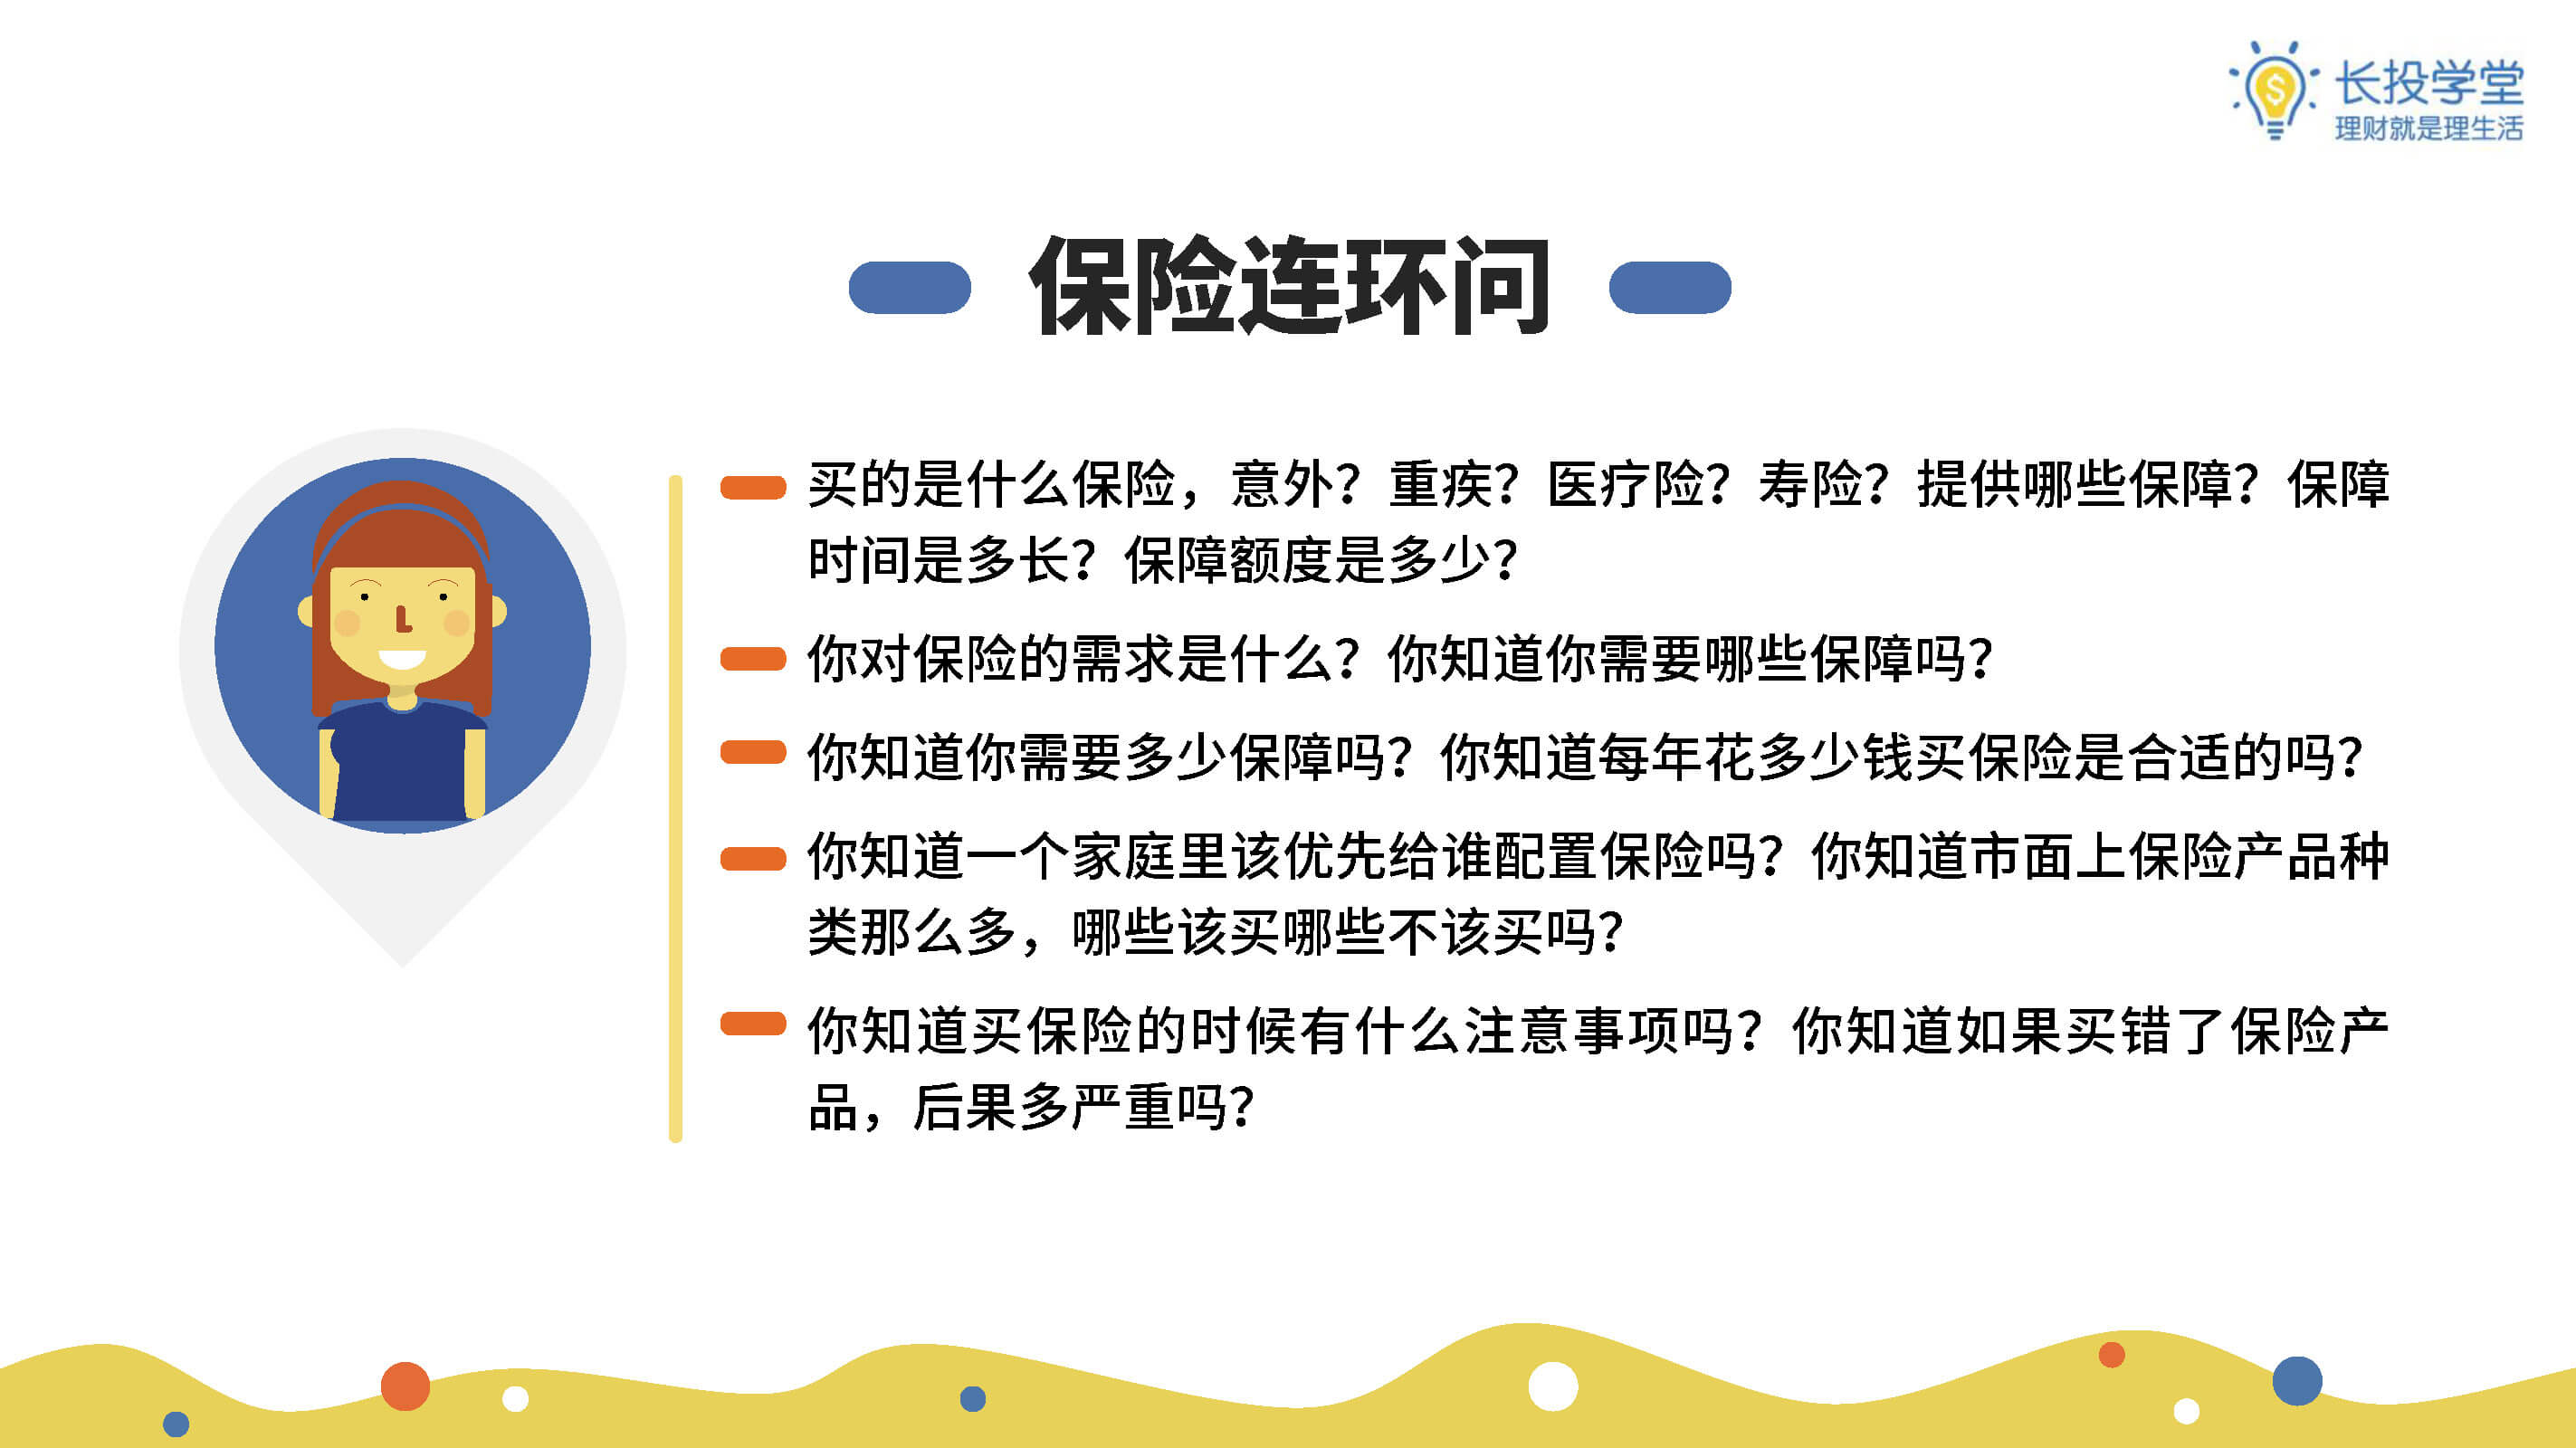 长投学堂
理财就是理生活
保险连环问
买的是什么保险，意外？重疾？医疗险？寿险？提供哪些保障？保障
时间是多长？保障额度是多少？
你对保险的需求是什么？你知道你需要哪些保障吗？
你知道你需要多少保障吗？你知道每年花多少钱买保险是合适的吗？
你知道一个家庭里该优先给谁配置保险吗？你知道市面上保险产品种
类那么多，哪些该买哪些不该买吗？
你知道买保险的时候有什么注意事项吗？你知道如果买错了保险产
品，后果多严重吗？